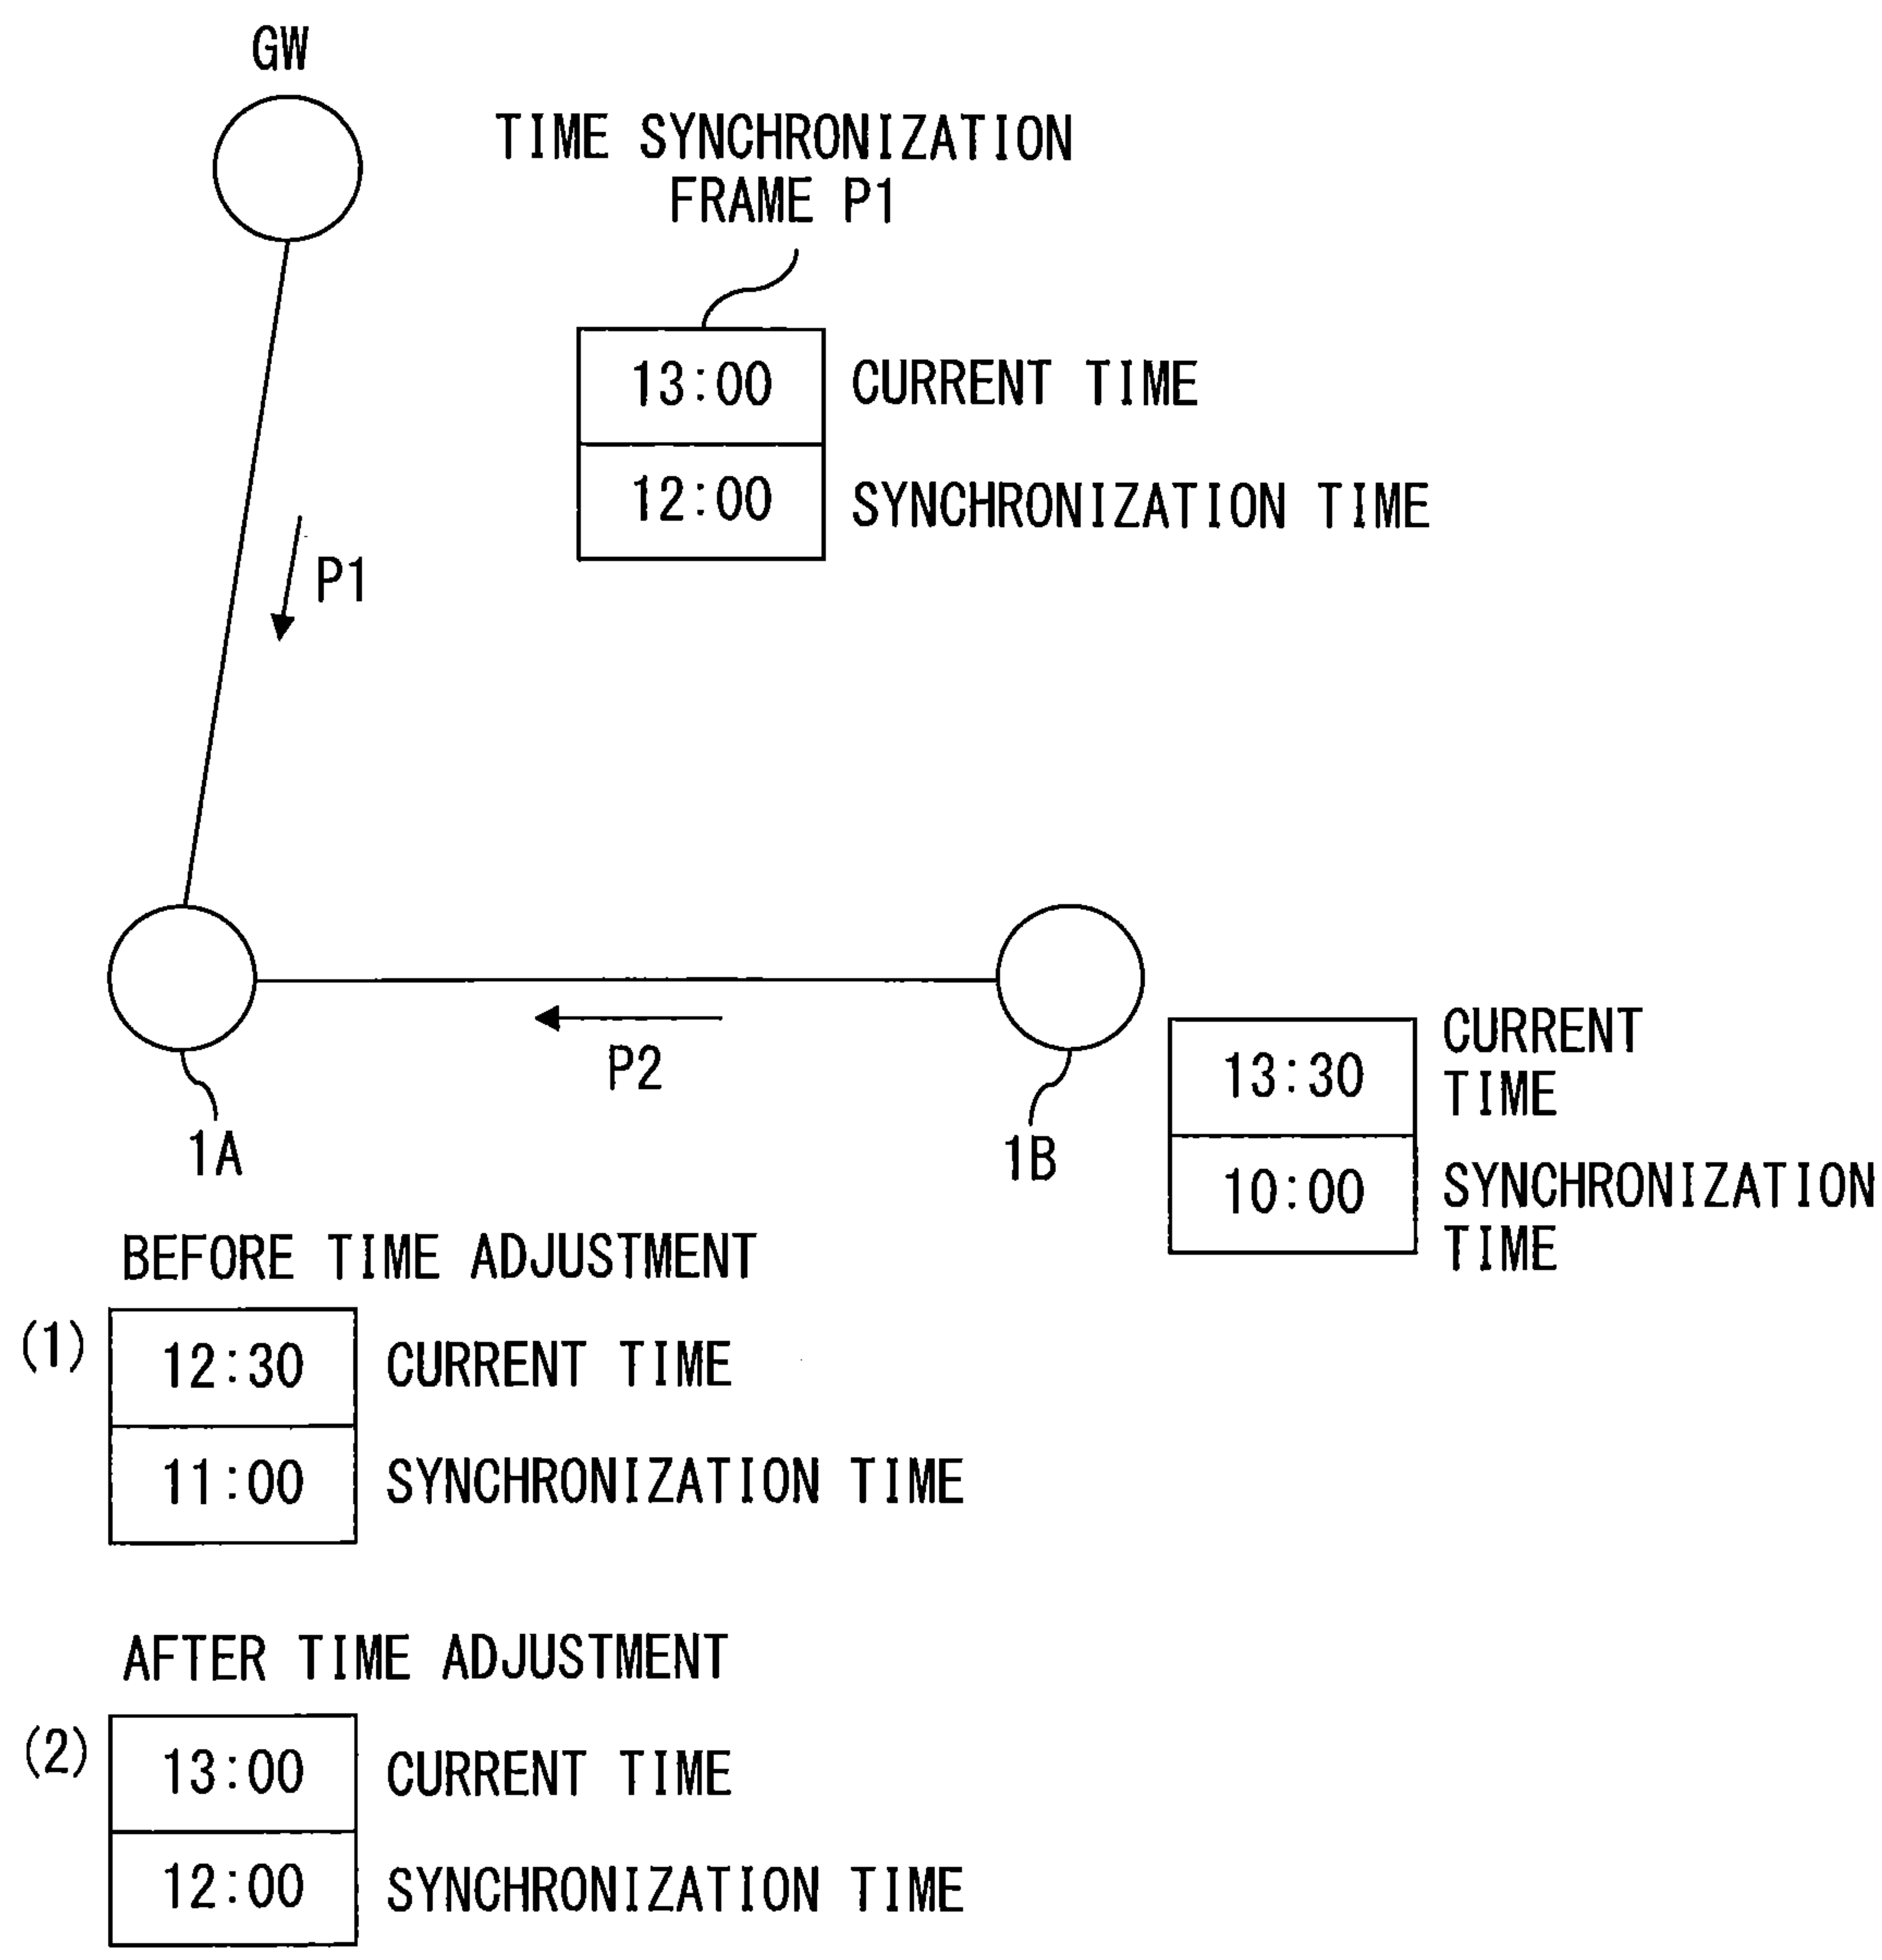 GW
TIME SYNCHRONIZATION
FRAME P1
13:00 CURRENT TIME
12:00 SYNCHRONIZATION TIME
P1
P2
1A
1B
13:30
CURRENT
TIME
10:00
SYNCHRONIZATION
TIME
BEFORE TIME ADJUSTMENT
(1) 12:30 CURRENT TIME
11:00 SYNCHRONIZATION TIME
AFTER TIME ADJUSTMENT
(2) 13:00 CURRENT TIME
12:00 SYNCHRONIZATION TIME